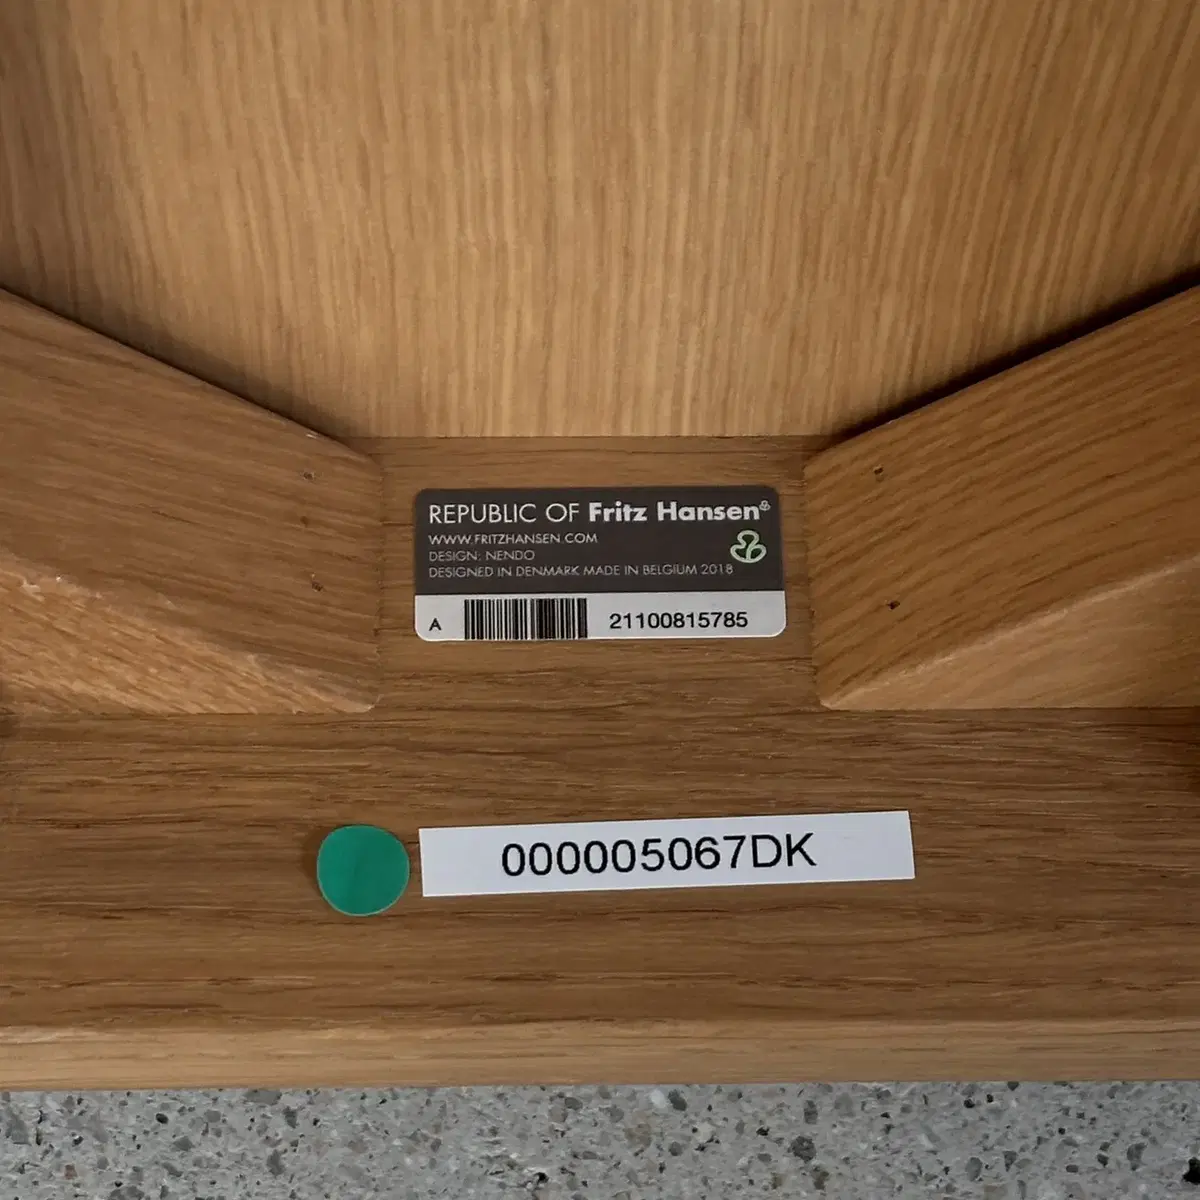 REPUBLIC OF Fritz Hansen
WWW.FRITZHANSEN.COM
DESIGN: NENDO
DESIGNED IN DENMARK MADE IN BELGIUM 2018
A 21100815785
000005067DK